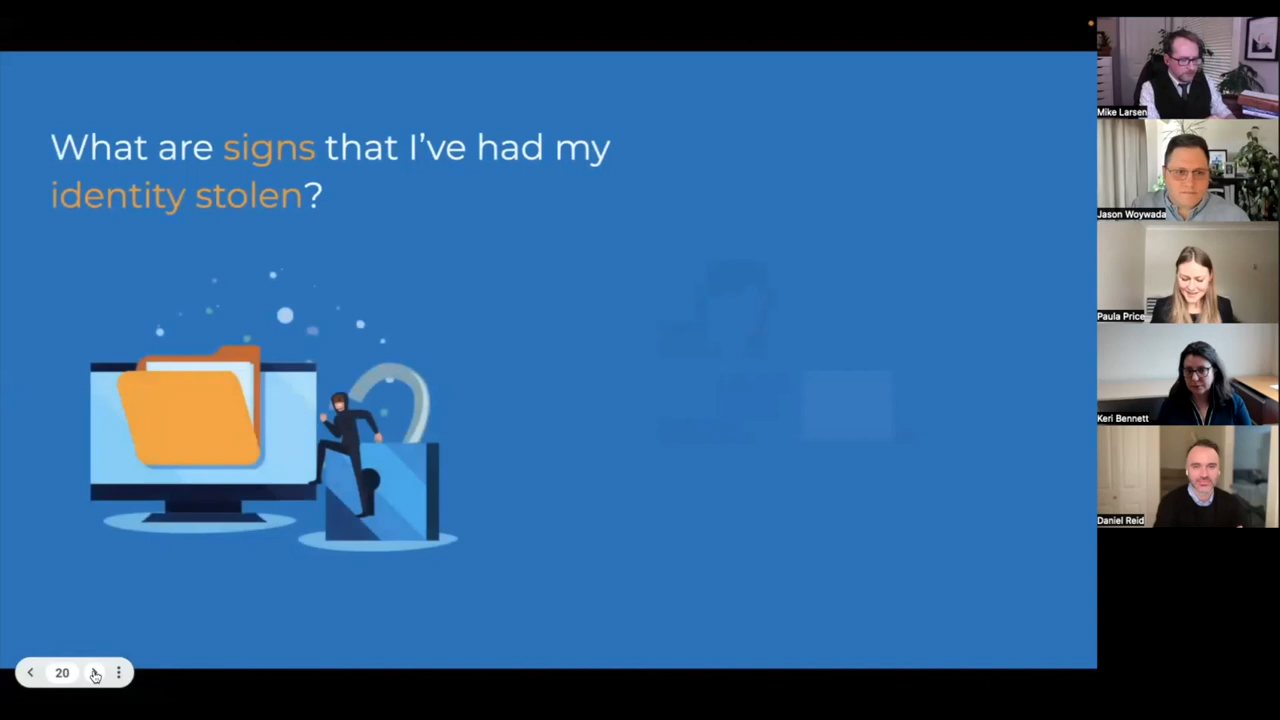 What are signs that I've had my
identity stolen?
Mike Larsen
Jason Woywada
Paula Price
Keri Bennett
Daniel Reid
20